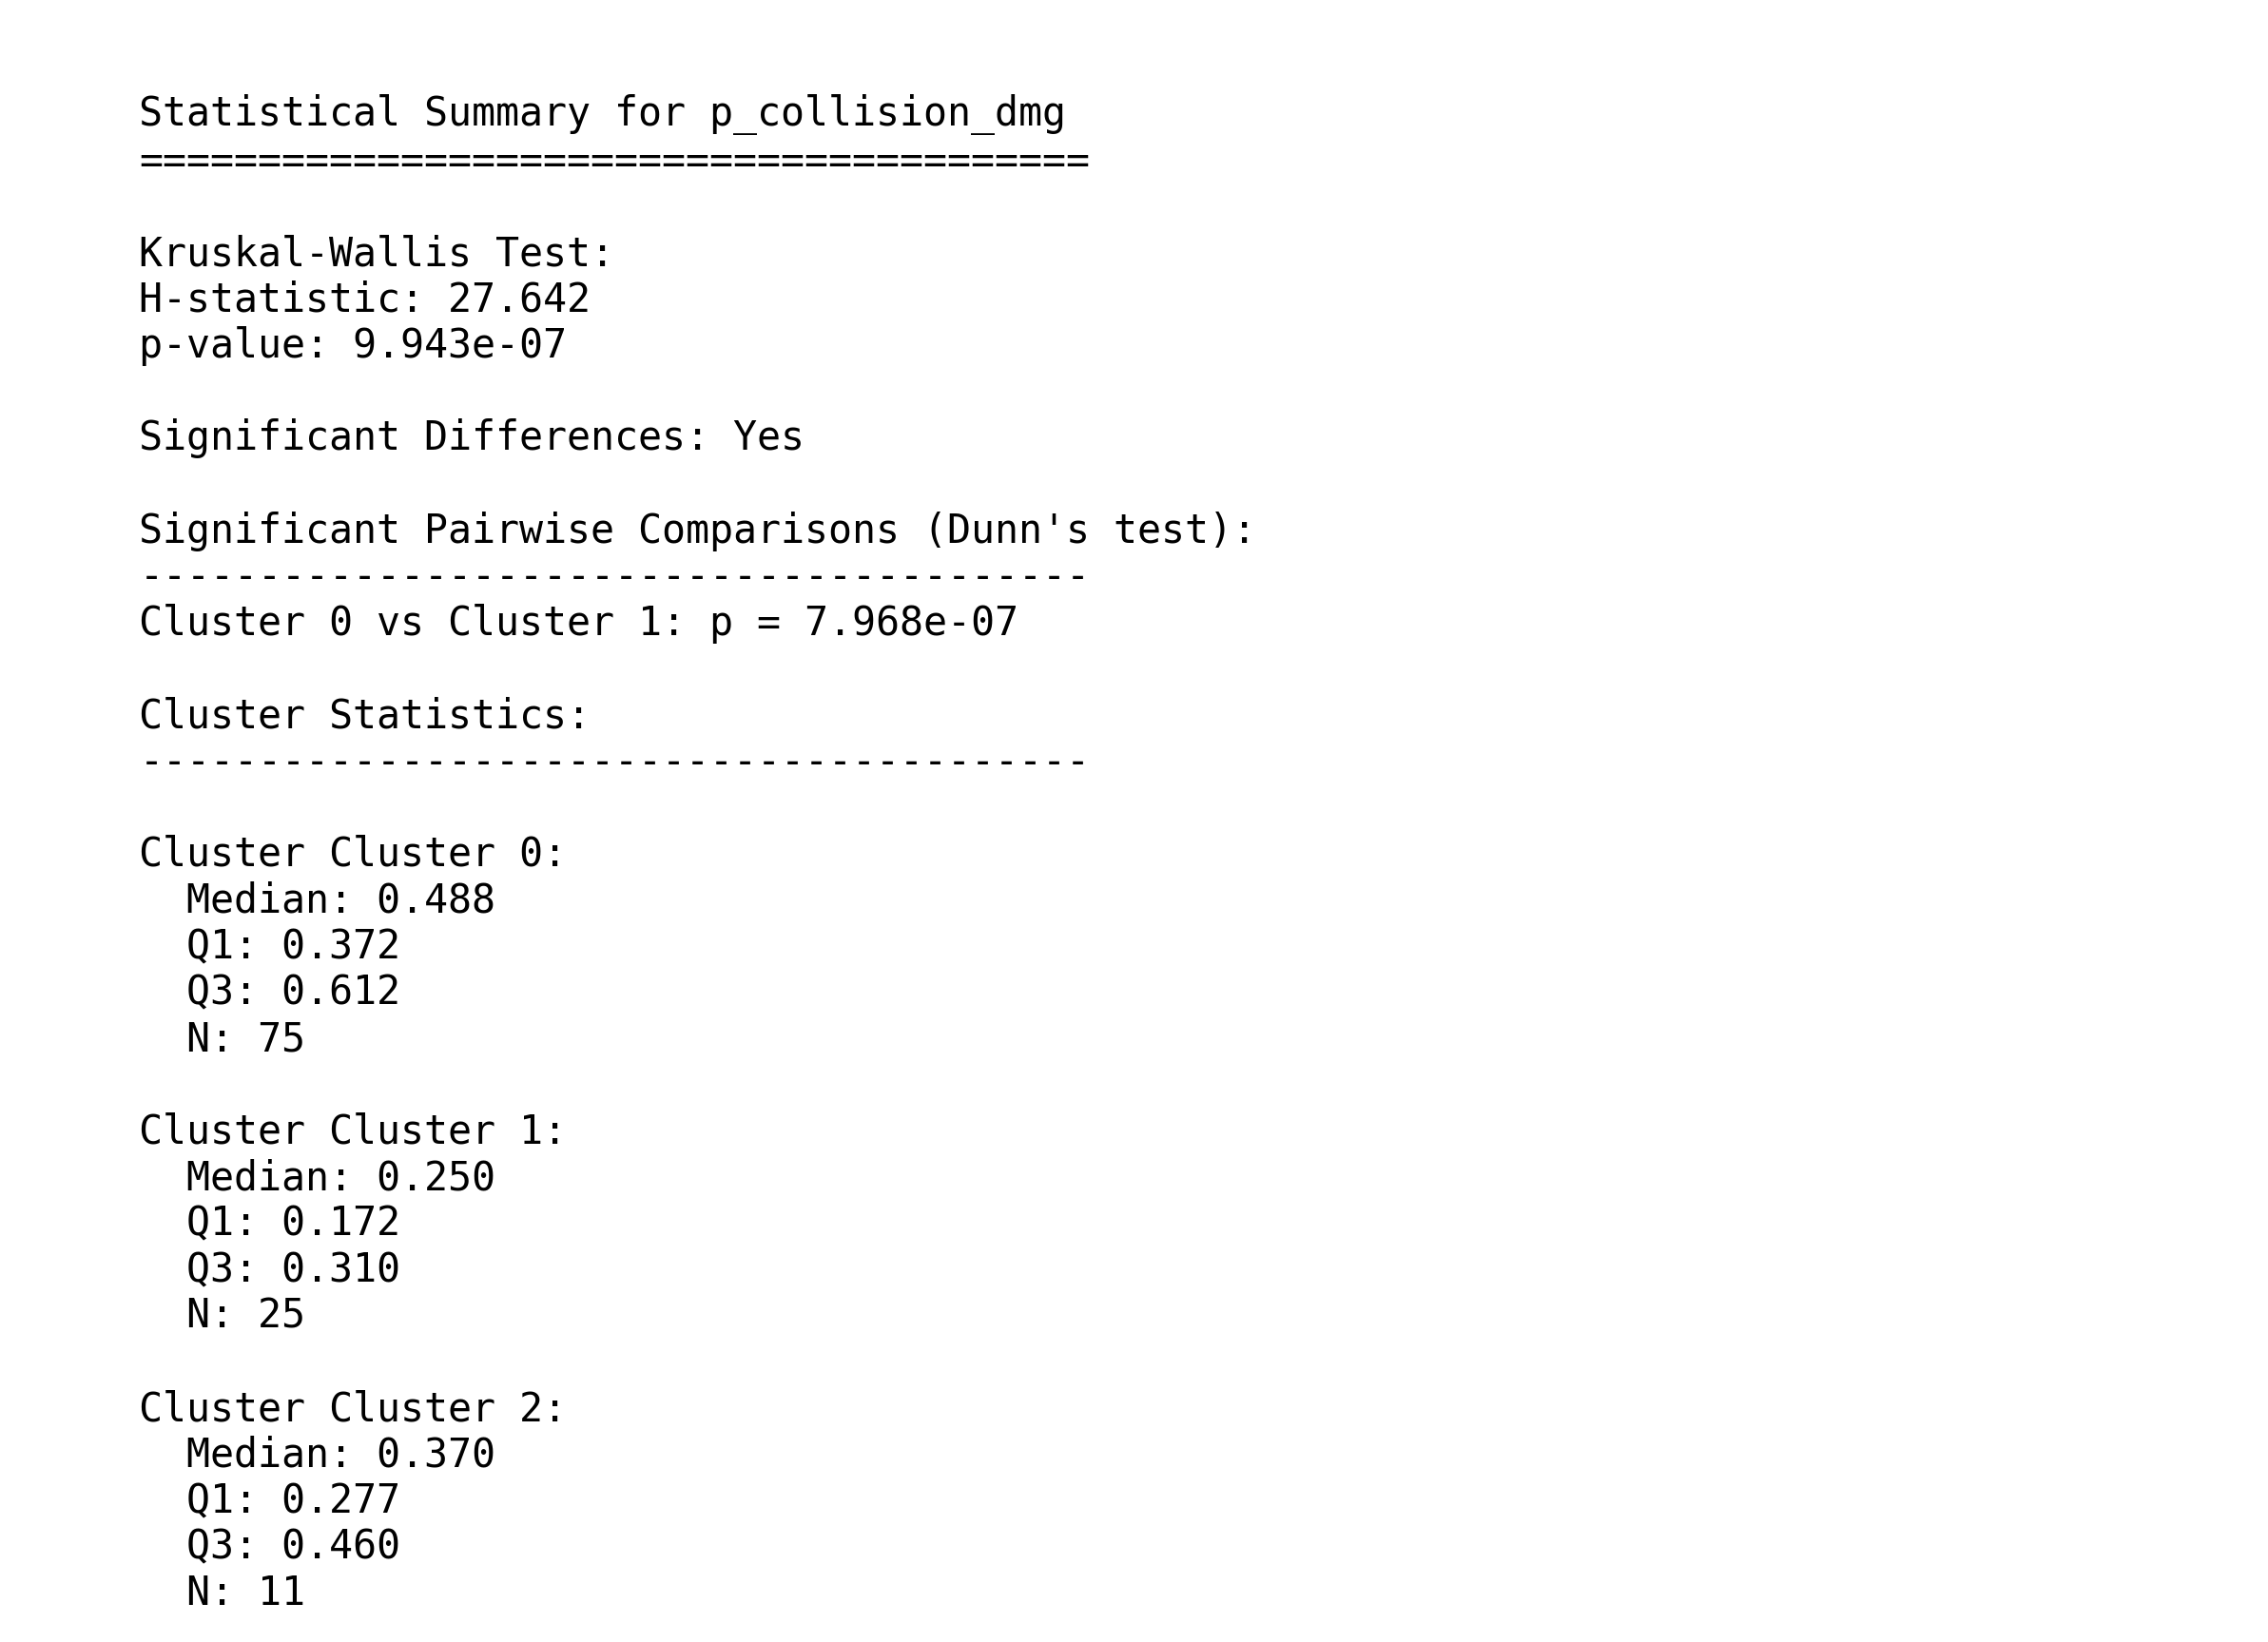 Statistical Summary for p_collision_dmg
========================================
Kruskal-Wallis Test:
H-statistic: 27.642
p-value: 9.943e-07
Significant Differences: Yes
Significant Pairwise Comparisons (Dunn's test):
----------------------------------------
Cluster 0 vs Cluster 1: p = 7.968e-07
Cluster Statistics:
----------------------------------------
Cluster Cluster 0:
  Median: 0.488
  Q1: 0.372
  Q3: 0.612
  N: 75
Cluster Cluster 1:
  Median: 0.250
  Q1: 0.172
  Q3: 0.310
  N: 25
Cluster Cluster 2:
  Median: 0.370
  Q1: 0.277
  Q3: 0.460
  N: 11